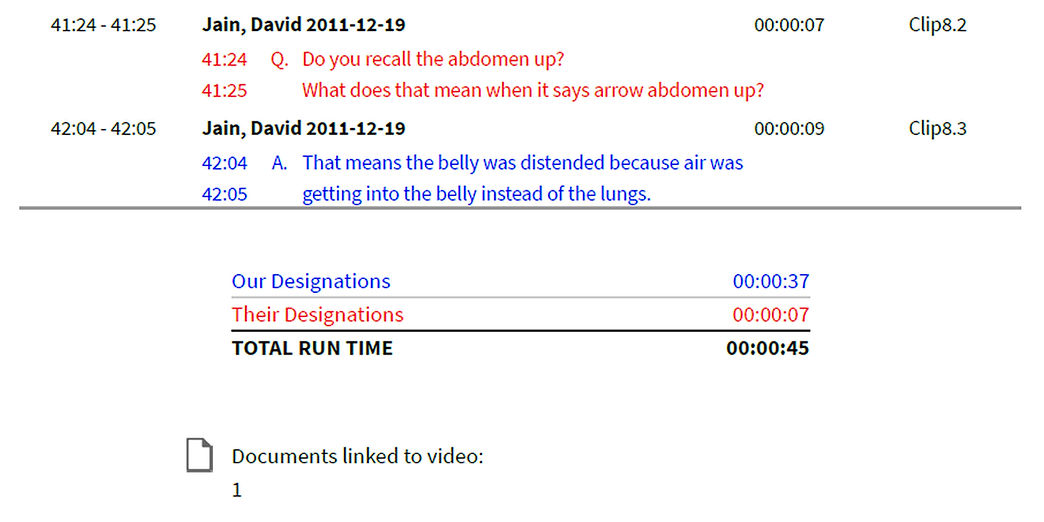 41:24 - 41:25 Jain, David 2011-12-19 00:00:07 Clip8.2
41:24 Q. Do you recall the abdomen up?
41:25 What does that mean when it says arrow abdomen up?
42:04 - 42:05 Jain, David 2011-12-19 00:00:09 Clip8.3
42:04 A. That means the belly was distended because air was
42:05 getting into the belly instead of the lungs.
Our Designations 00:00:37
Their Designations 00:00:07
TOTAL RUN TIME 00:00:45
Documents linked to video:
1